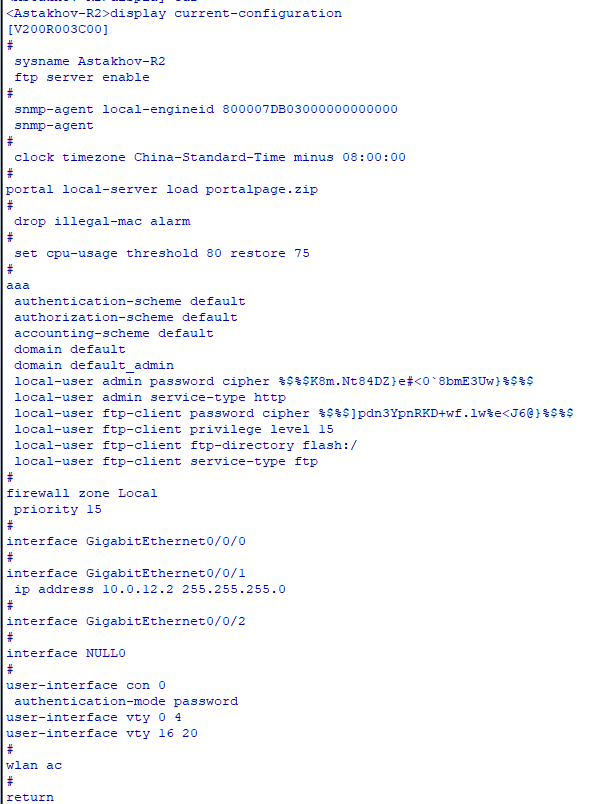 <Astakhov-R2>display current-configuration
[V200R003C00]
#
 sysname Astakhov-R2
 ftp server enable
#
 snmp-agent local-engineid 800007DB03000000000000
 snmp-agent
#
 clock timezone China-Standard-Time minus 08:00:00
#
portal local-server load portalpage.zip
#
 drop illegal-mac alarm
#
 set cpu-usage threshold 80 restore 75
#
aaa
 authentication-scheme default
 authorization-scheme default
 accounting-scheme default
 domain default
 domain default_admin
 local-user admin password cipher %$%$K8m.Nt84DZ}e#<0`8bmE3Uw}%$%$
 local-user admin service-type http
 local-user ftp-client password cipher %$%$]pdn3YpnRKD+wf.lw%e<J6@}%$%$
 local-user ftp-client privilege level 15
 local-user ftp-client ftp-directory flash:/
 local-user ftp-client service-type ftp
#
firewall zone Local
 priority 15
#
interface GigabitEthernet0/0/0
#
interface GigabitEthernet0/0/1
 ip address 10.0.12.2 255.255.255.0
#
interface GigabitEthernet0/0/2
#
interface NULL0
#
user-interface con 0
 authentication-mode password
user-interface vty 0 4
user-interface vty 16 20
#
wlan ac
#
return